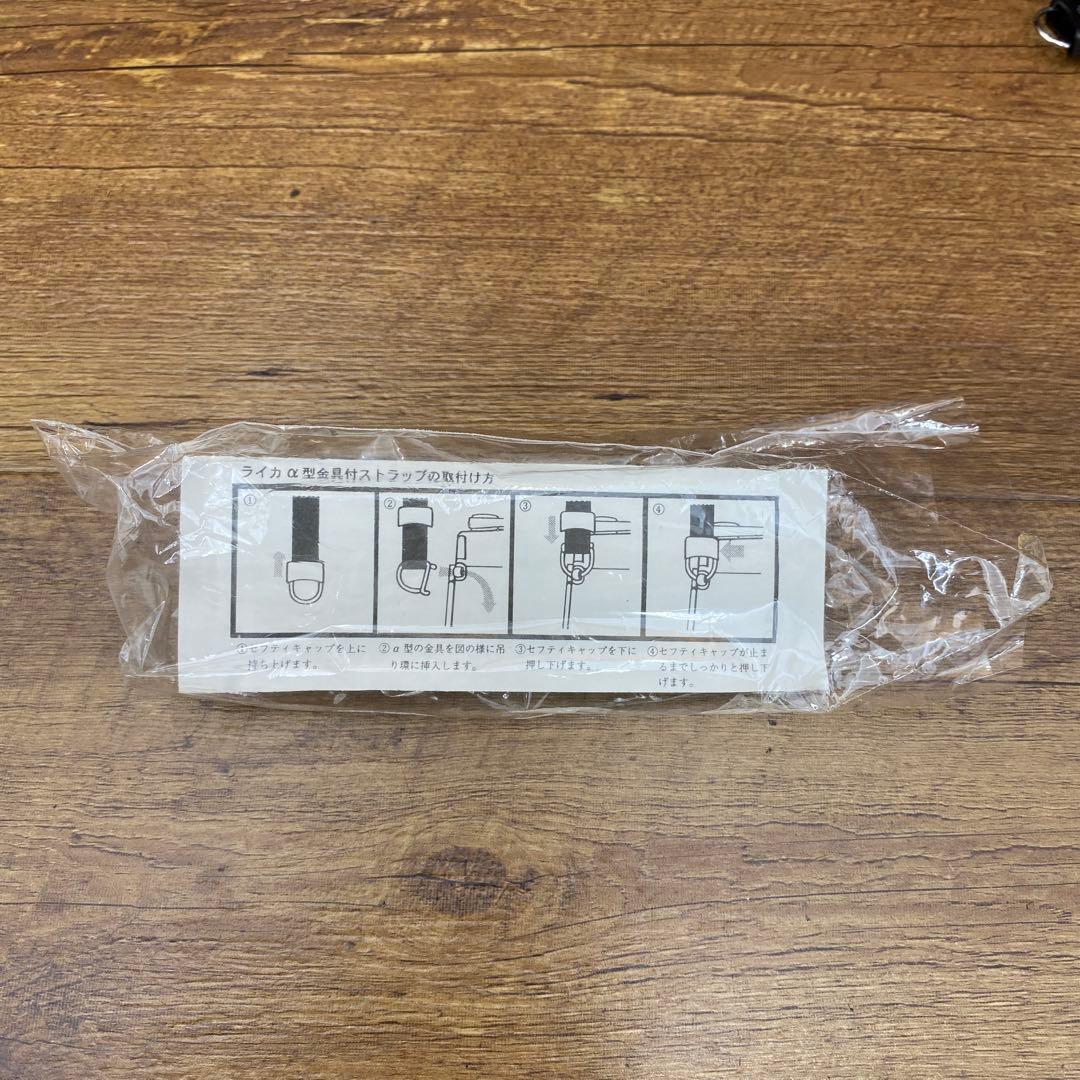 ライカα型金具付ストラップの取付け方
① ② ③ ④
①セフティキャップを上に
持ち上げます。
②α型の金具を図の様に吊
り環に挿入します。
③セフティキャップを下に
押し下げます。
④セフティキャップが止ま
るまでしっかりと押し下
げます。